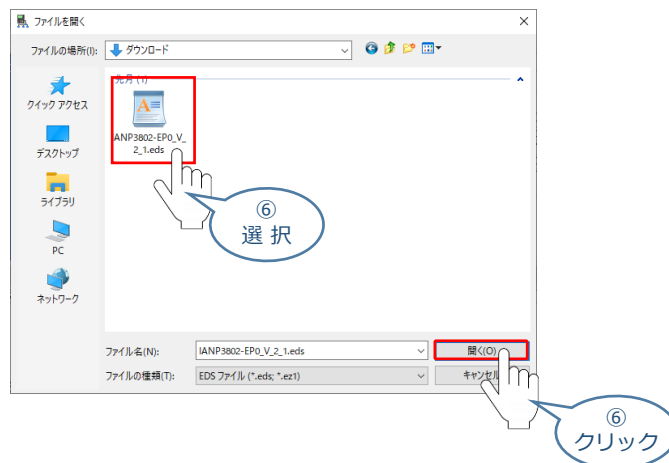 ファイルを開く
ファイルの場所(I):
ダウンロード
先月 (1)
クイック アクセス
ANP3802-EP0_V_
2_1.eds
デスクトップ
⑥
選 択
ライブラリ
PC
ネットワーク
ファイル名(N):
IANP3802-EP0_V_2_1.eds
開く(O)
ファイルの種類(T):
EDS ファイル (*.eds; *.ez1)
キャンセル
⑥
クリック